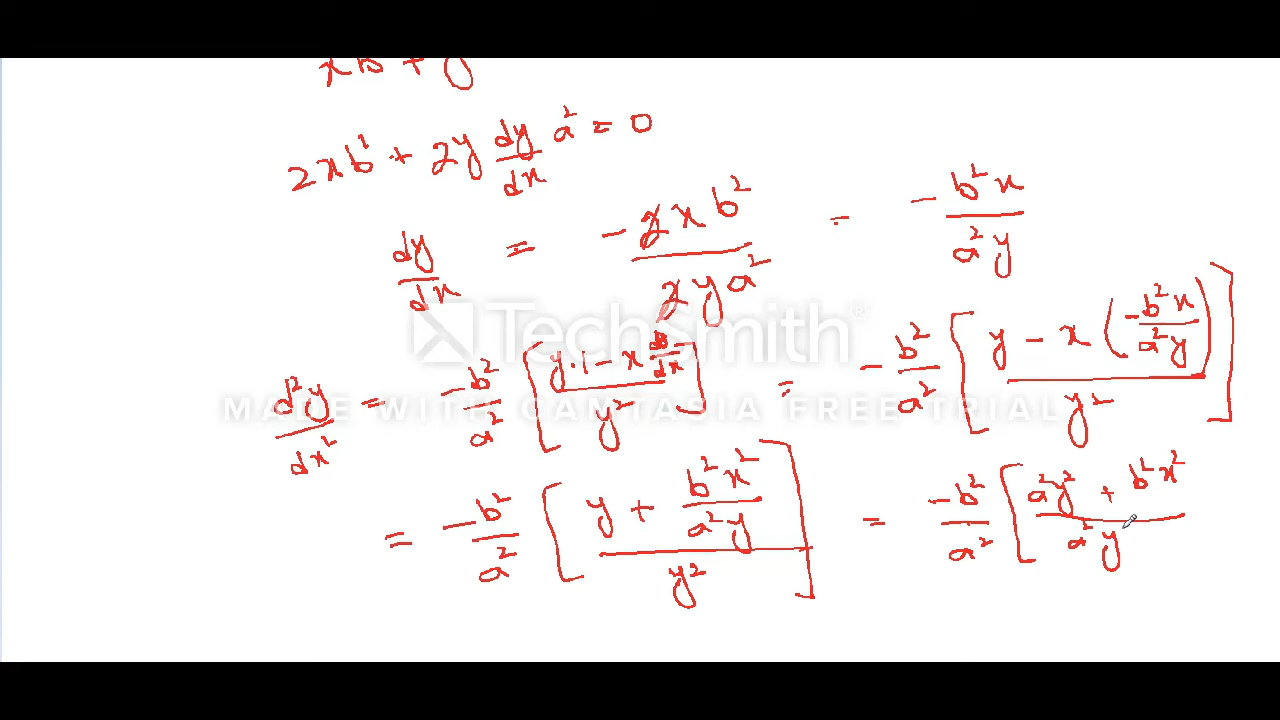 xb + y
2xb² + 2y dy/dx a² = 0
dy/dx = - 2xb²/2ya² = - b²x/a²y
TechSmith
d²y/dx² = -b²/a² [y·1 - x dy/dx / y²] = -b²/a² [y - x(-b²x/a²y) / y²]
MADE WITH CAMTASIA FREE TRIAL
= -b²/a² [y + b²x²/a²y / y²] = -b²/a² [a²y² + b²x² / a²y